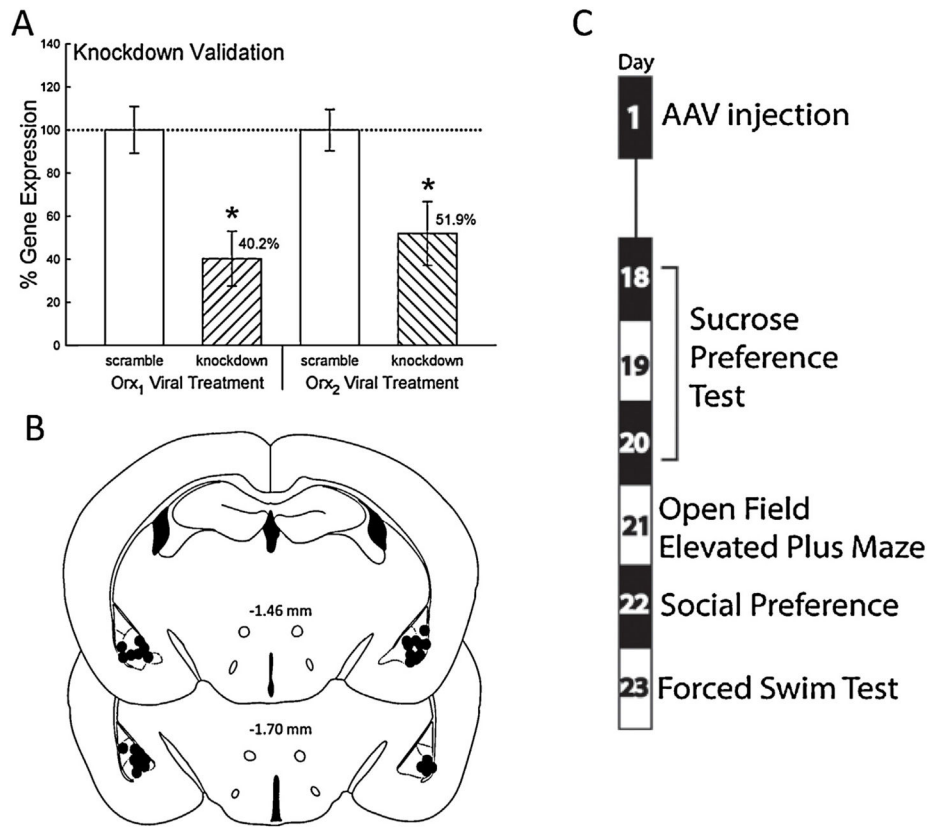 A
Knockdown Validation
% Gene Expression
140
120
100
80
60
40
20
0
*
40.2%
*
51.9%
scramble
knockdown
scramble
knockdown
Orx1 Viral Treatment
Orx2 Viral Treatment
B
-1.46 mm
-1.70 mm
C
Day
1 AAV injection
18
19
20
Sucrose
Preference
Test
21
Open Field
Elevated Plus Maze
22 Social Preference
23 Forced Swim Test